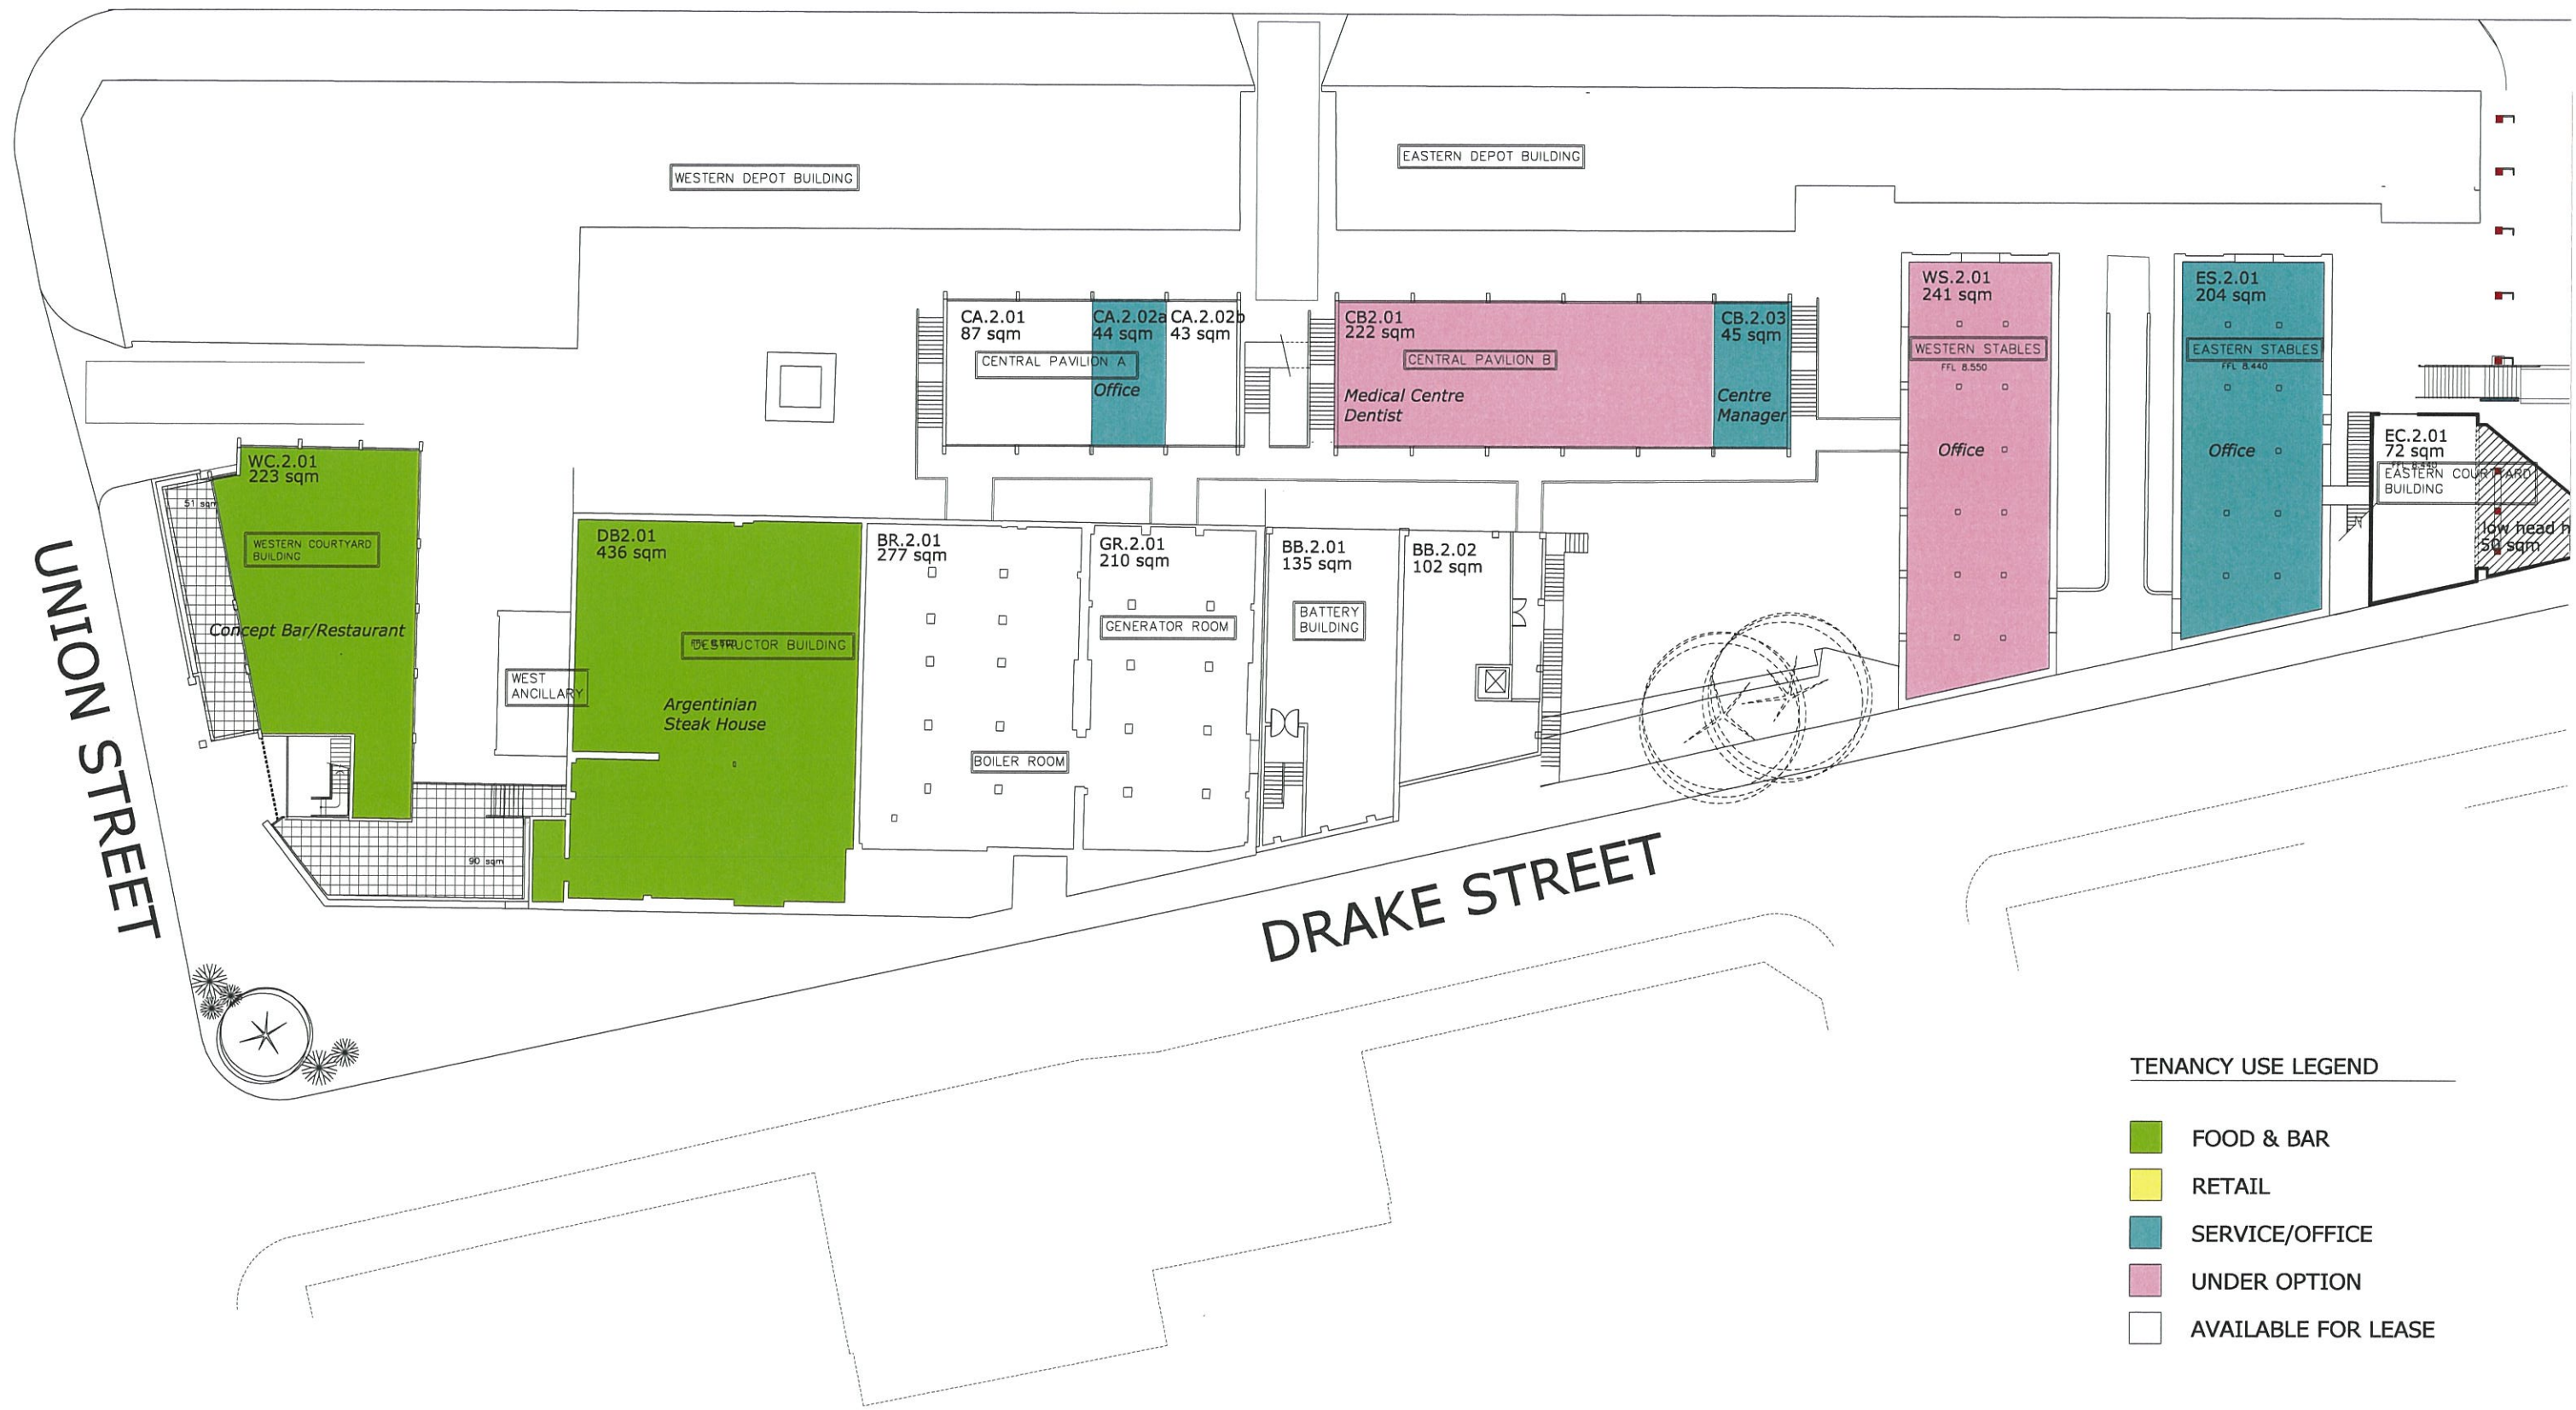 WESTERN DEPOT BUILDING
EASTERN DEPOT BUILDING
CA.2.01
87 sqm
CENTRAL PAVILION A
CA.2.02a
44 sqm
Office
CA.2.02b
43 sqm
CB2.01
222 sqm
CENTRAL PAVILION B
Medical Centre
Dentist
CB.2.03
45 sqm
Centre
Manager
WS.2.01
241 sqm
WESTERN STABLES
FFL 8.550
Office
ES.2.01
204 sqm
EASTERN STABLES
FFL 8.440
Office
EC.2.01
72 sqm
FFL 8.440
EASTERN COURTYARD
BUILDING
low head h
50 sqm
WC.2.01
223 sqm
51 sqm
WESTERN COURTYARD
BUILDING
Concept Bar/Restaurant
90 sqm
WEST
ANCILLARY
DB2.01
436 sqm
DESTRUCTOR BUILDING
Argentinian
Steak House
BR.2.01
277 sqm
BOILER ROOM
GR.2.01
210 sqm
GENERATOR ROOM
BB.2.01
135 sqm
BATTERY
BUILDING
BB.2.02
102 sqm
UNION STREET
DRAKE STREET
TENANCY USE LEGEND
FOOD & BAR
RETAIL
SERVICE/OFFICE
UNDER OPTION
AVAILABLE FOR LEASE